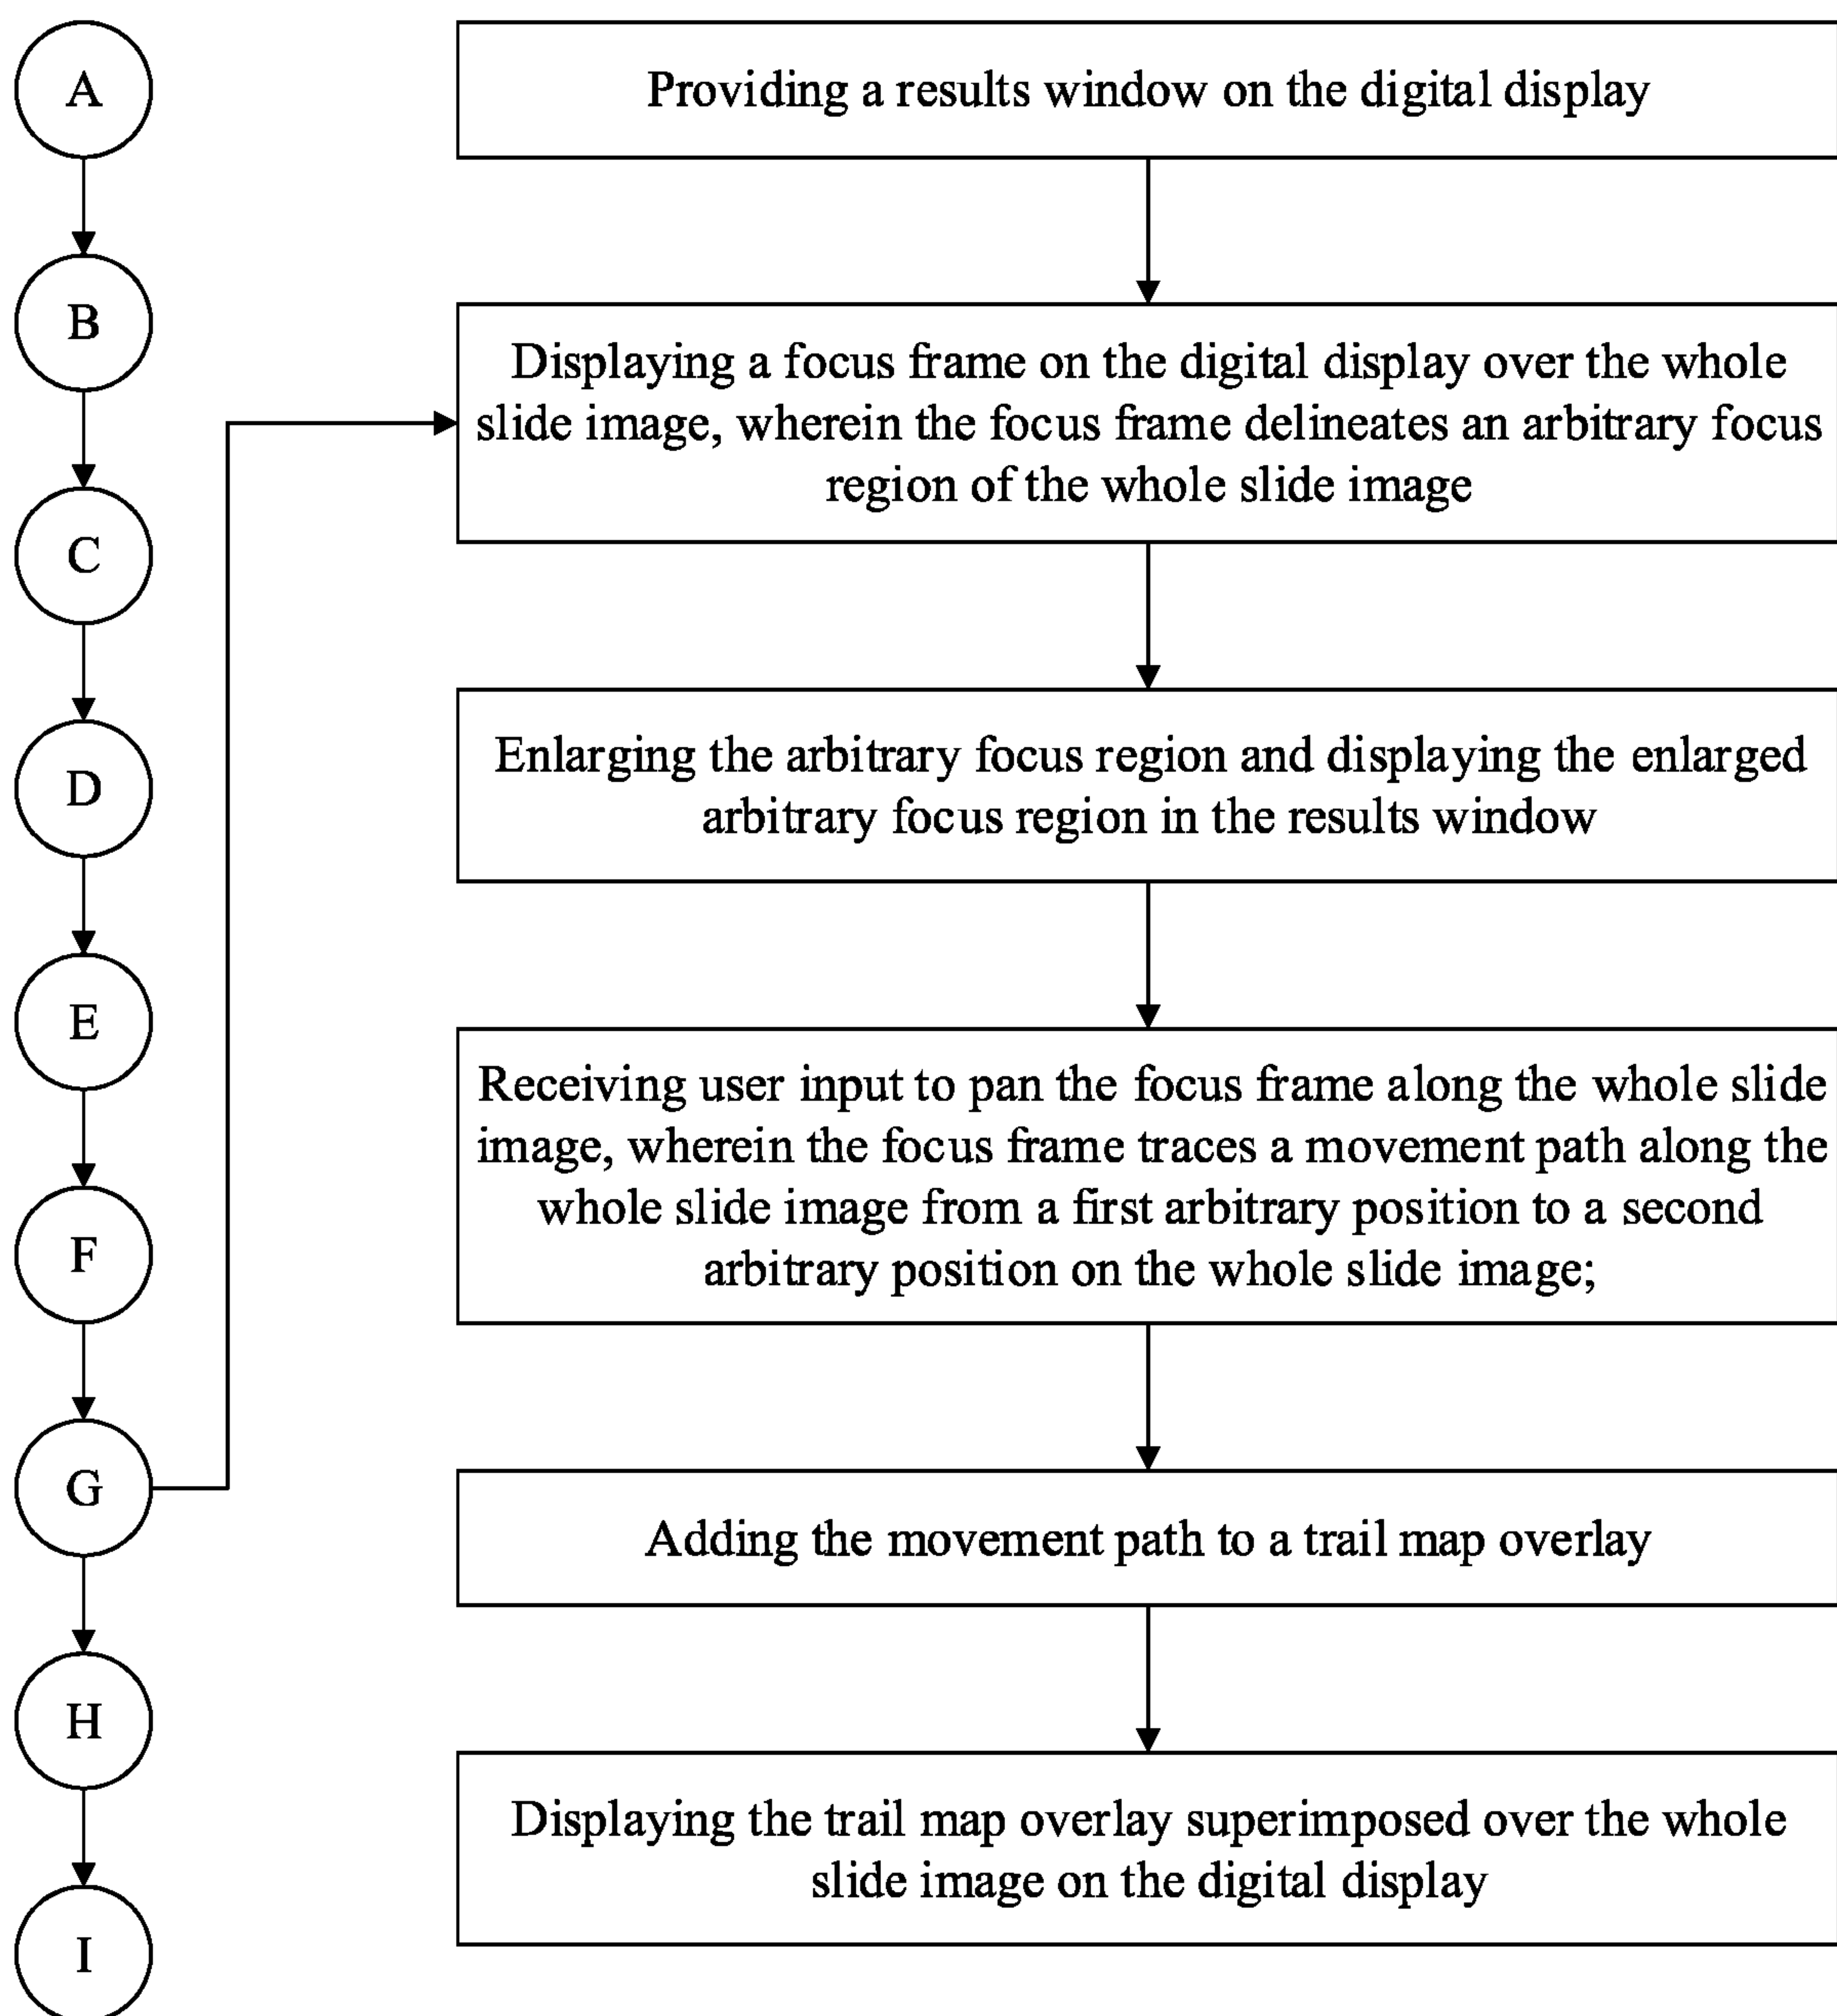 A
B
C
D
E
F
G
H
I
Providing a results window on the digital display
Displaying a focus frame on the digital display over the whole
slide image, wherein the focus frame delineates an arbitrary focus
region of the whole slide image
Enlarging the arbitrary focus region and displaying the enlarged
arbitrary focus region in the results window
Receiving user input to pan the focus frame along the whole slide
image, wherein the focus frame traces a movement path along the
whole slide image from a first arbitrary position to a second
arbitrary position on the whole slide image;
Adding the movement path to a trail map overlay
Displaying the trail map overlay superimposed over the whole
slide image on the digital display